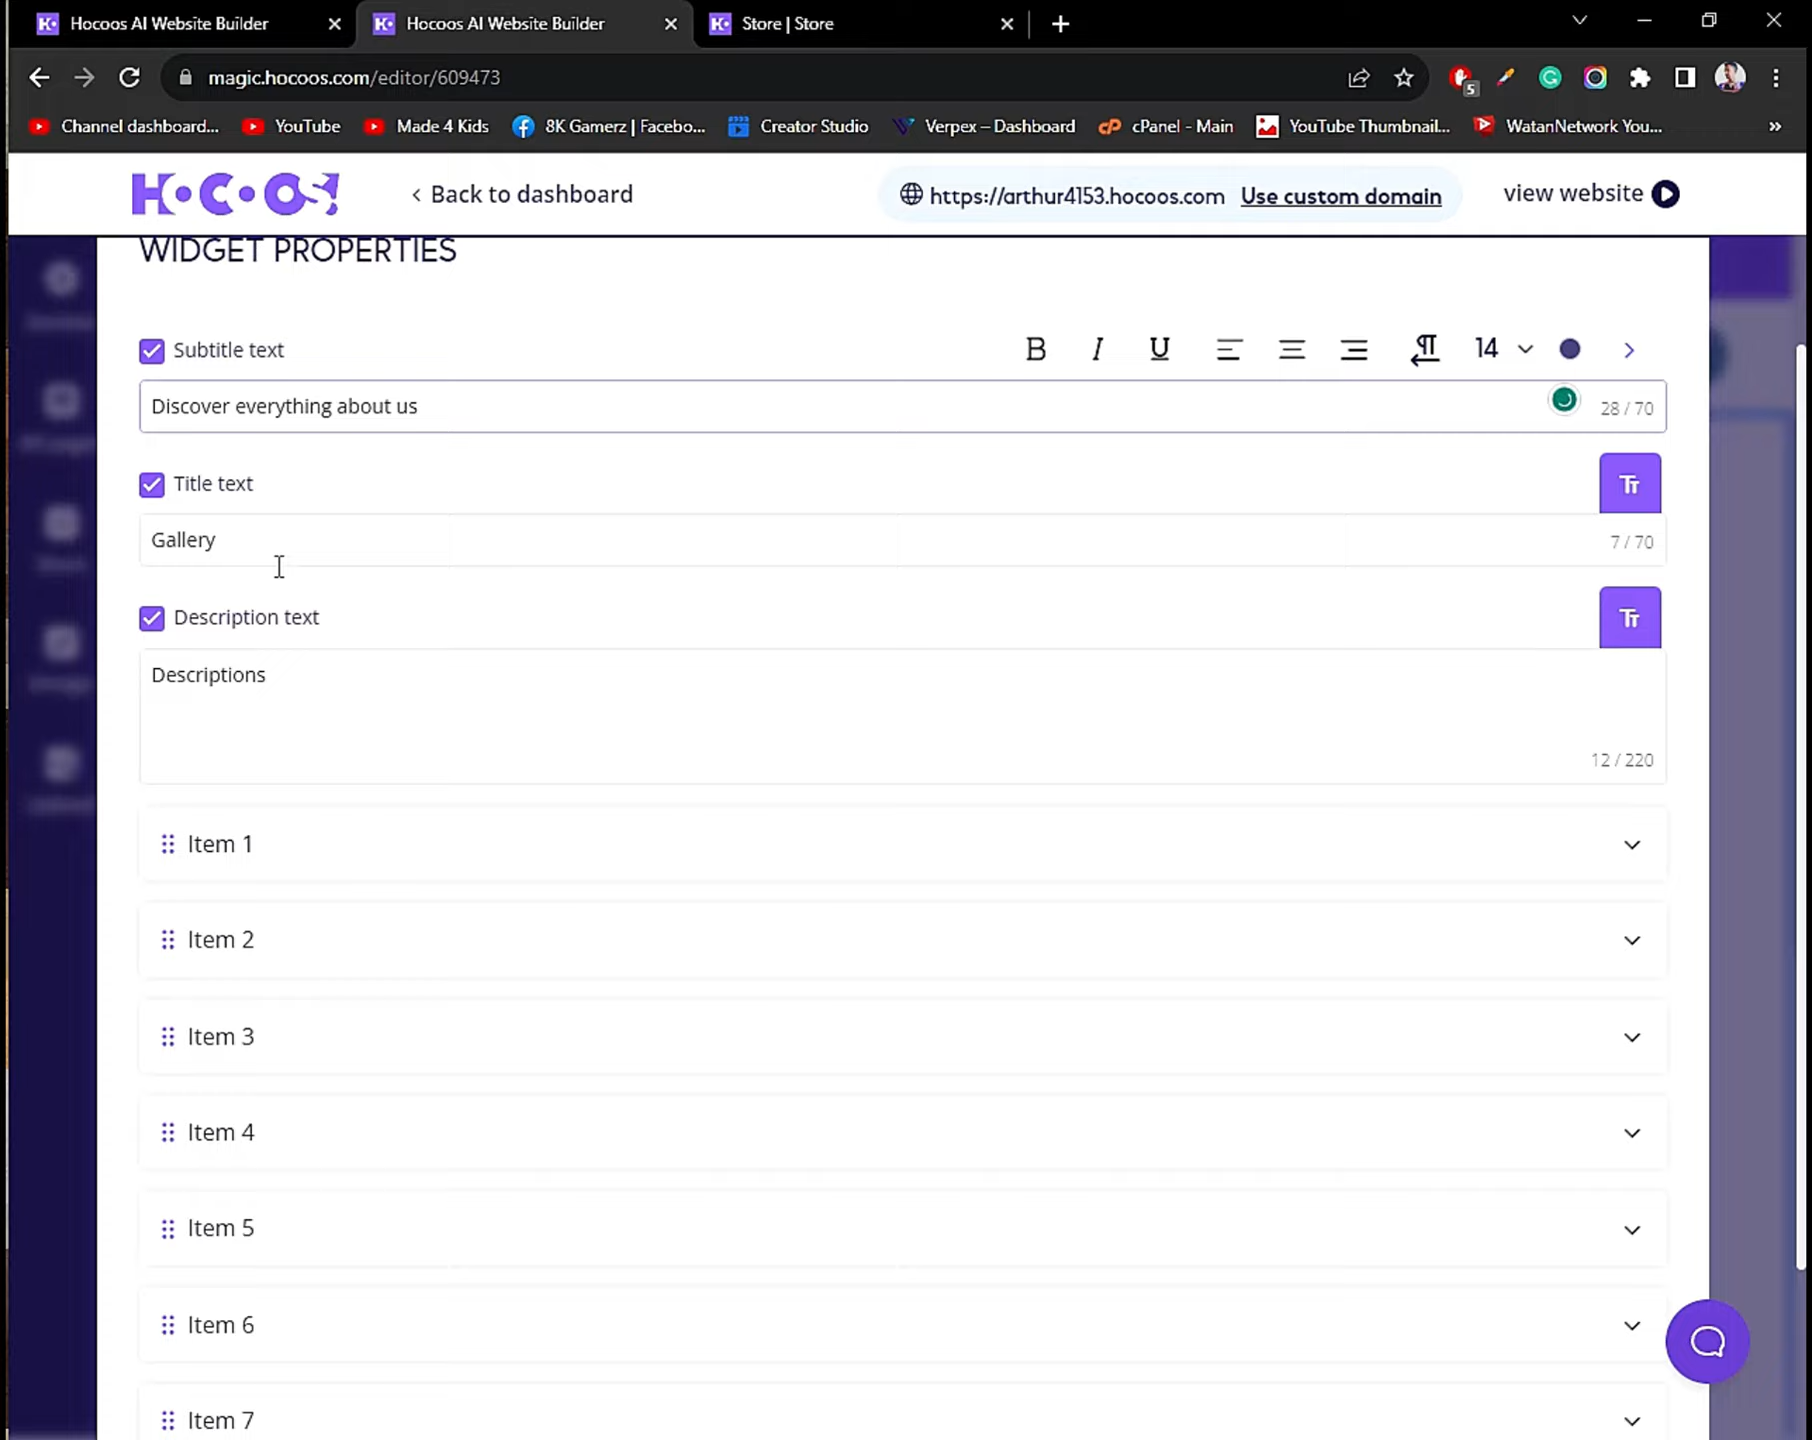 Hocoos AI Website Builder
Hocoos AI Website Builder
Store | Store
magic.hocoos.com/editor/609473
5
Channel dashboard...
YouTube
Made 4 Kids
8K Gamerz | Facebo...
Creator Studio
Verpex – Dashboard
cPanel - Main
YouTube Thumbnail...
WatanNetwork You...
»
HOCOOS
< Back to dashboard
https://arthur4153.hocoos.com Use custom domain
view website
WIDGET PROPERTIES
Subtitle text
B I U 14
Discover everything about us
28 / 70
Title text
Tт
Gallery
7 / 70
Description text
Tт
Descriptions
12 / 220
Item 1
Item 2
Item 3
Item 4
Item 5
Item 6
Item 7